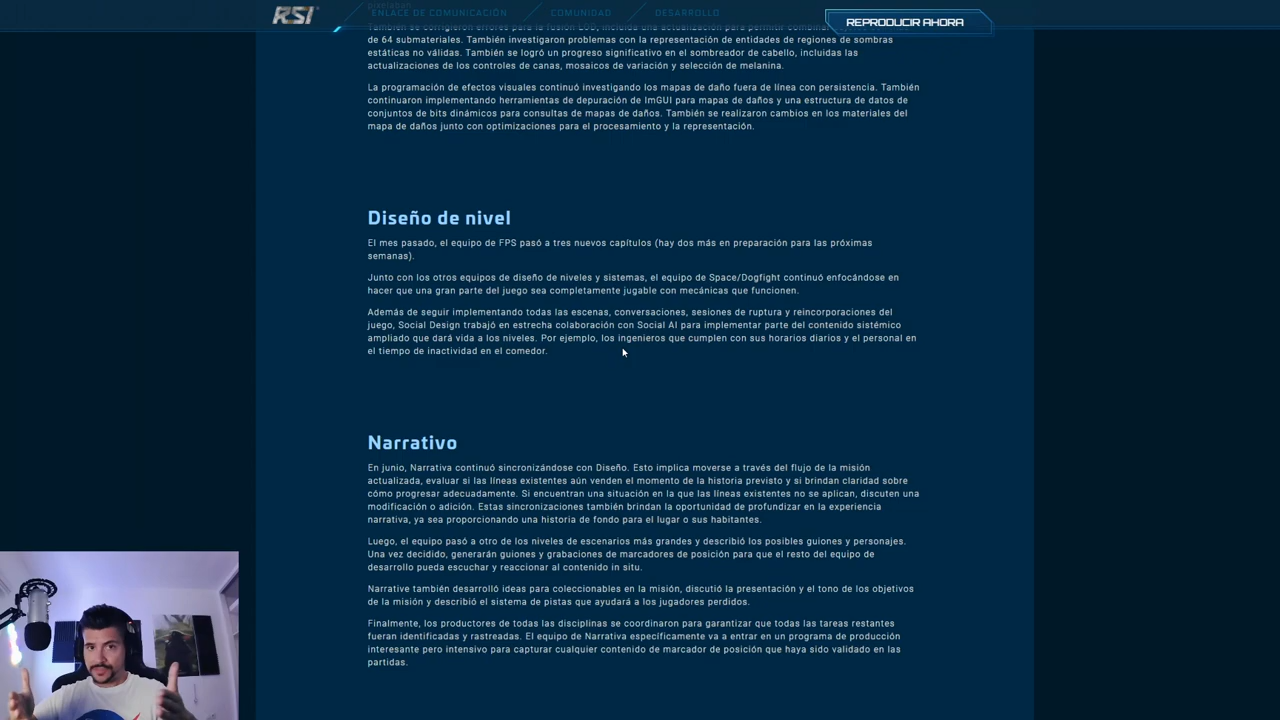 RSI
ENLACE DE COMUNICACIÓN
COMUNIDAD
DESARROLLO
REPRODUCIR AHORA
También se corrigieron errores para la fusión LOD, incluida una actualización para permitir
de 64 submateriales. También investigaron problemas con la representación de entidades de regiones de sombras
estáticas no válidas. También se logró un progreso significativo en el sombreador de cabello, incluidas las
actualizaciones de los controles de canas, mosaicos de variación y selección de melanina.
La programación de efectos visuales continuó investigando los mapas de daño fuera de línea con persistencia. También
continuaron implementando herramientas de depuración de ImGUI para mapas de daños y una estructura de datos de
conjuntos de bits dinámicos para consultas de mapas de daños. También se realizaron cambios en los materiales del
mapa de daños junto con optimizaciones para el procesamiento y la representación.
Diseño de nivel
El mes pasado, el equipo de FPS pasó a tres nuevos capítulos (hay dos más en preparación para las próximas
semanas).
Junto con los otros equipos de diseño de niveles y sistemas, el equipo de Space/Dogfight continuó enfocándose en
hacer que una gran parte del juego sea completamente jugable con mecánicas que funcionen.
Además de seguir implementando todas las escenas, conversaciones, sesiones de ruptura y reincorporaciones del
juego, Social Design trabajó en estrecha colaboración con Social AI para implementar parte del contenido sistémico
ampliado que dará vida a los niveles. Por ejemplo, los ingenieros que cumplen con sus horarios diarios y el personal en
el tiempo de inactividad en el comedor.
Narrativo
En junio, Narrativa continuó sincronizándose con Diseño. Esto implica moverse a través del flujo de la misión
actualizada, evaluar si las líneas existentes aún venden el momento de la historia previsto y si brindan claridad sobre
cómo progresar adecuadamente. Si encuentran una situación en la que las líneas existentes no se aplican, discuten una
modificación o adición. Estas sincronizaciones también brindan la oportunidad de profundizar en la experiencia
narrativa, ya sea proporcionando una historia de fondo para el lugar o sus habitantes.
Luego, el equipo pasó a otro de los niveles de escenarios más grandes y describió los posibles guiones y personajes.
Una vez decidido, generarán guiones y grabaciones de marcadores de posición para que el resto del equipo de
desarrollo pueda escuchar y reaccionar al contenido in situ.
Narrative también desarrolló ideas para coleccionables en la misión, discutió la presentación y el tono de los objetivos
de la misión y describió el sistema de pistas que ayudará a los jugadores perdidos.
Finalmente, los productores de todas las disciplinas se coordinaron para garantizar que todas las tareas restantes
fueran identificadas y rastreadas. El equipo de Narrativa específicamente va a entrar en un programa de producción
interesante pero intensivo para capturar cualquier contenido de marcador de posición que haya sido validado en las
partidas.